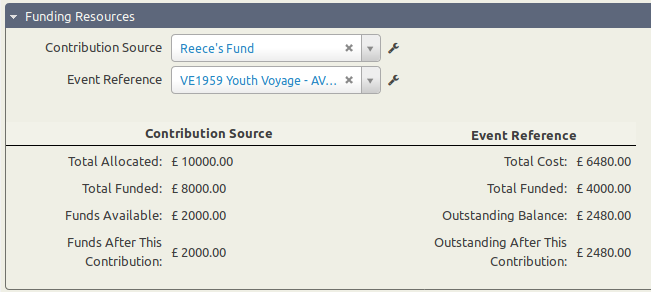 Funding Resources
Contribution Source Reece's Fund
Event Reference VE1959 Youth Voyage - AV...
Contribution Source Event Reference
Total Allocated: £ 10000.00 Total Cost: £ 6480.00
Total Funded: £ 8000.00 Total Funded: £ 4000.00
Funds Available: £ 2000.00 Outstanding Balance: £ 2480.00
Funds After This Outstanding After This
Contribution: £ 2000.00 Contribution: £ 2480.00